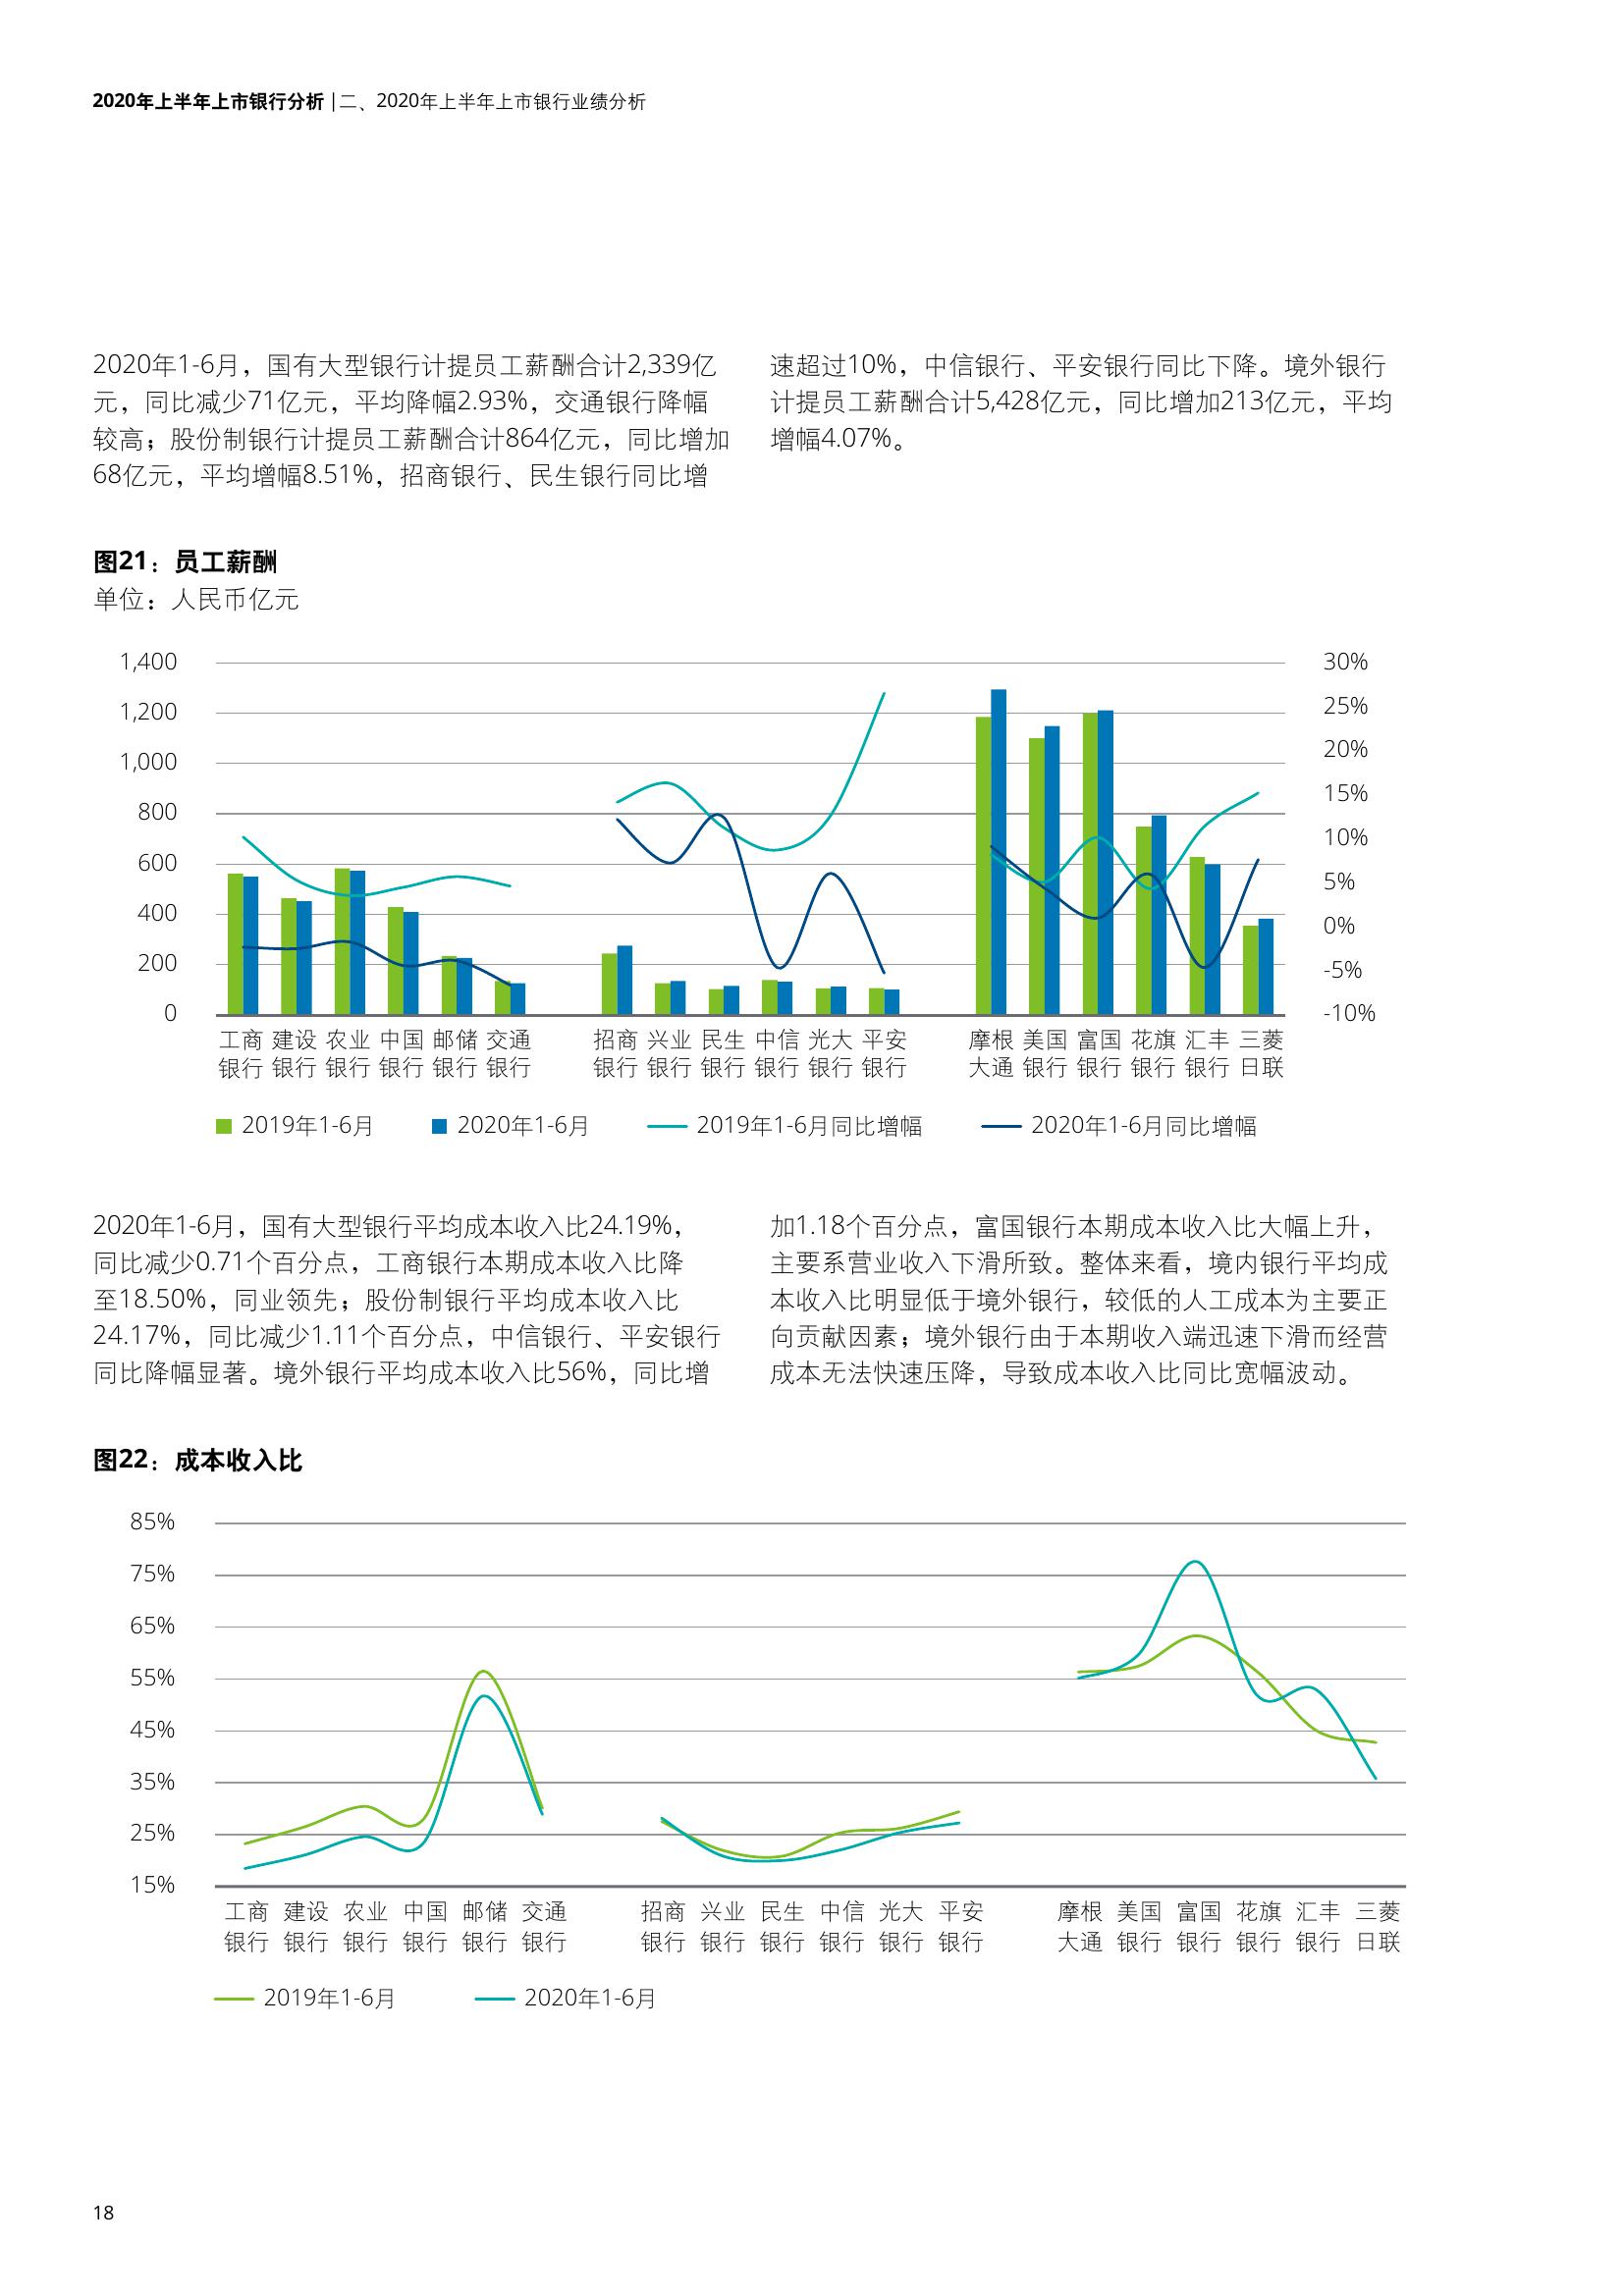 2020年上半年上市银行分析 |二、2020年上半年上市银行业绩分析
2020年1-6月，国有大型银行计提员工薪酬合计2,339亿
元，同比减少71亿元，平均降幅2.93%，交通银行降幅
较高；股份制银行计提员工薪酬合计864亿元，同比增加
68亿元，平均增幅8.51%，招商银行、民生银行同比增
速超过10%，中信银行、平安银行同比下降。境外银行
计提员工薪酬合计5,428亿元，同比增加213亿元，平均
增幅4.07%。
图21：员工薪酬
单位：人民币亿元
1,400
1,200
1,000
800
600
400
200
0
30%
25%
20%
15%
10%
5%
0%
-5%
-10%
工商 建设 农业 中国 邮储 交通 招商 兴业 民生 中信 光大 平安 摩根 美国 富国 花旗 汇丰 三菱
银行 银行 银行 银行 银行 银行 银行 银行 银行 银行 银行 银行 大通 银行 银行 银行 银行 日联
2019年1-6月 2020年1-6月 2019年1-6月同比增幅 2020年1-6月同比增幅
2020年1-6月，国有大型银行平均成本收入比24.19%，
同比减少0.71个百分点，工商银行本期成本收入比降
至18.50%，同业领先；股份制银行平均成本收入比
24.17%，同比减少1.11个百分点，中信银行、平安银行
同比降幅显著。境外银行平均成本收入比56%，同比增
加1.18个百分点，富国银行本期成本收入比大幅上升，
主要系营业收入下滑所致。整体来看，境内银行平均成
本收入比明显低于境外银行，较低的人工成本为主要正
向贡献因素；境外银行由于本期收入端迅速下滑而经营
成本无法快速压降，导致成本收入比同比宽幅波动。
图22：成本收入比
85%
75%
65%
55%
45%
35%
25%
15%
工商 建设 农业 中国 邮储 交通 招商 兴业 民生 中信 光大 平安 摩根 美国 富国 花旗 汇丰 三菱
银行 银行 银行 银行 银行 银行 银行 银行 银行 银行 银行 银行 大通 银行 银行 银行 银行 日联
2019年1-6月 2020年1-6月
18